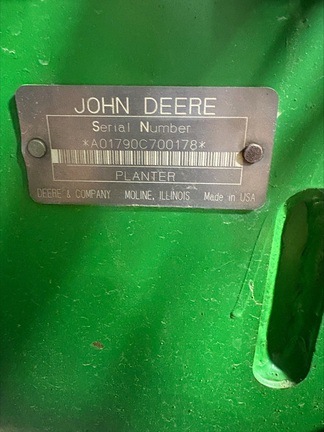 JOHN DEERE
Serial Number
*A01790C700178*
PLANTER
DEERE & COMPANY MOLINE, ILLINOIS Made in USA